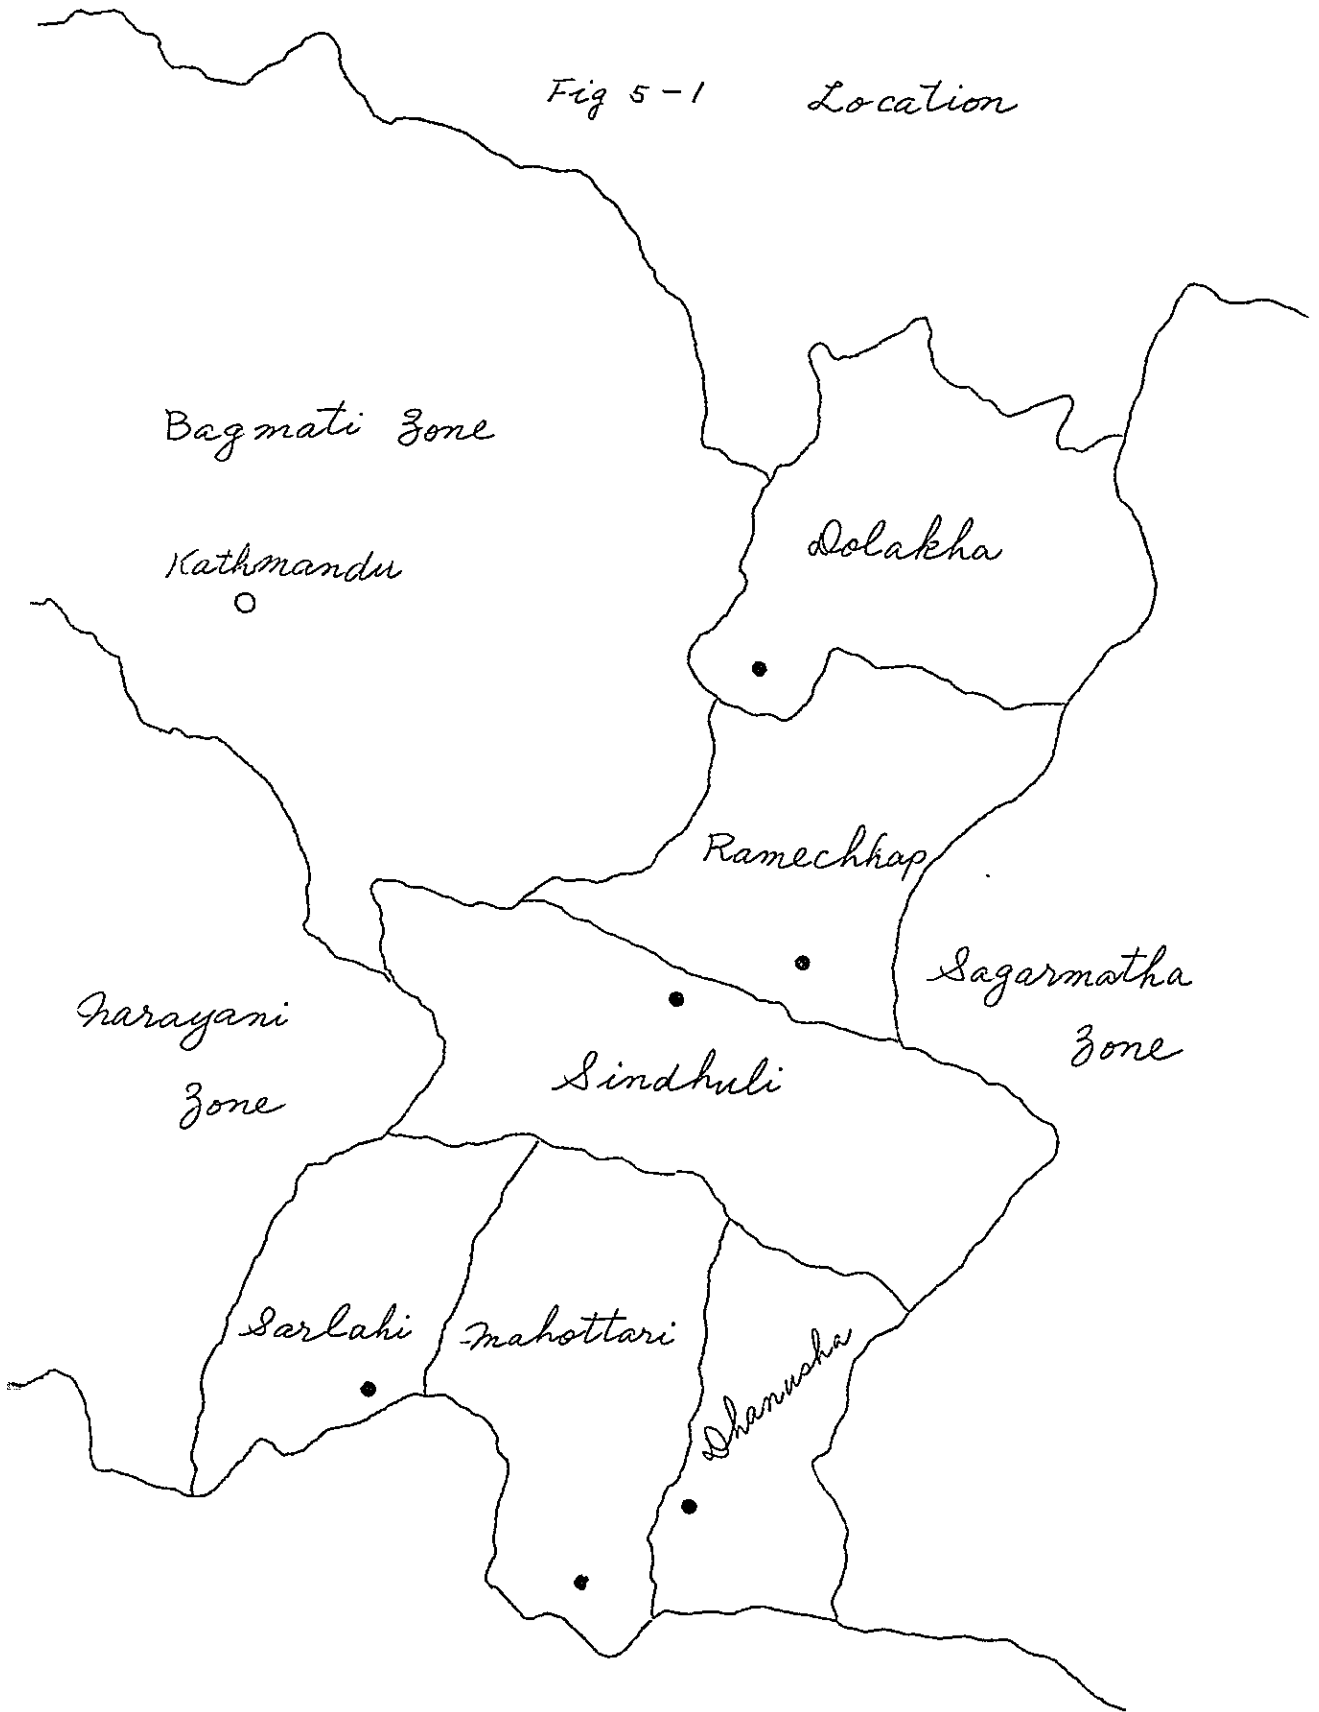 Fig 5-1 Location
Bagmati Zone
Kathmandu
Dolakha
Ramechhap
Sagarmatha
Zone
Narayani
Zone
Sindhuli
Sarlahi
Mahottari
Dhanusha